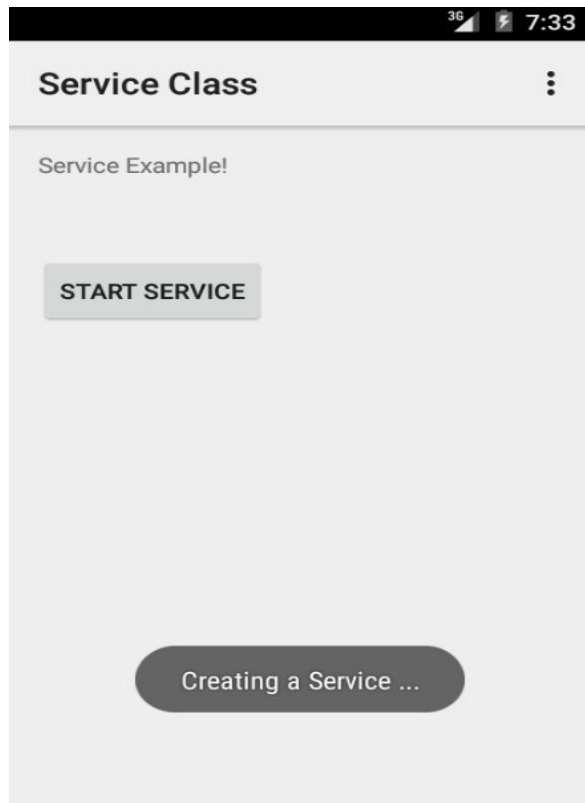 3G 7:33
Service Class
Service Example!
START SERVICE
Creating a Service ...